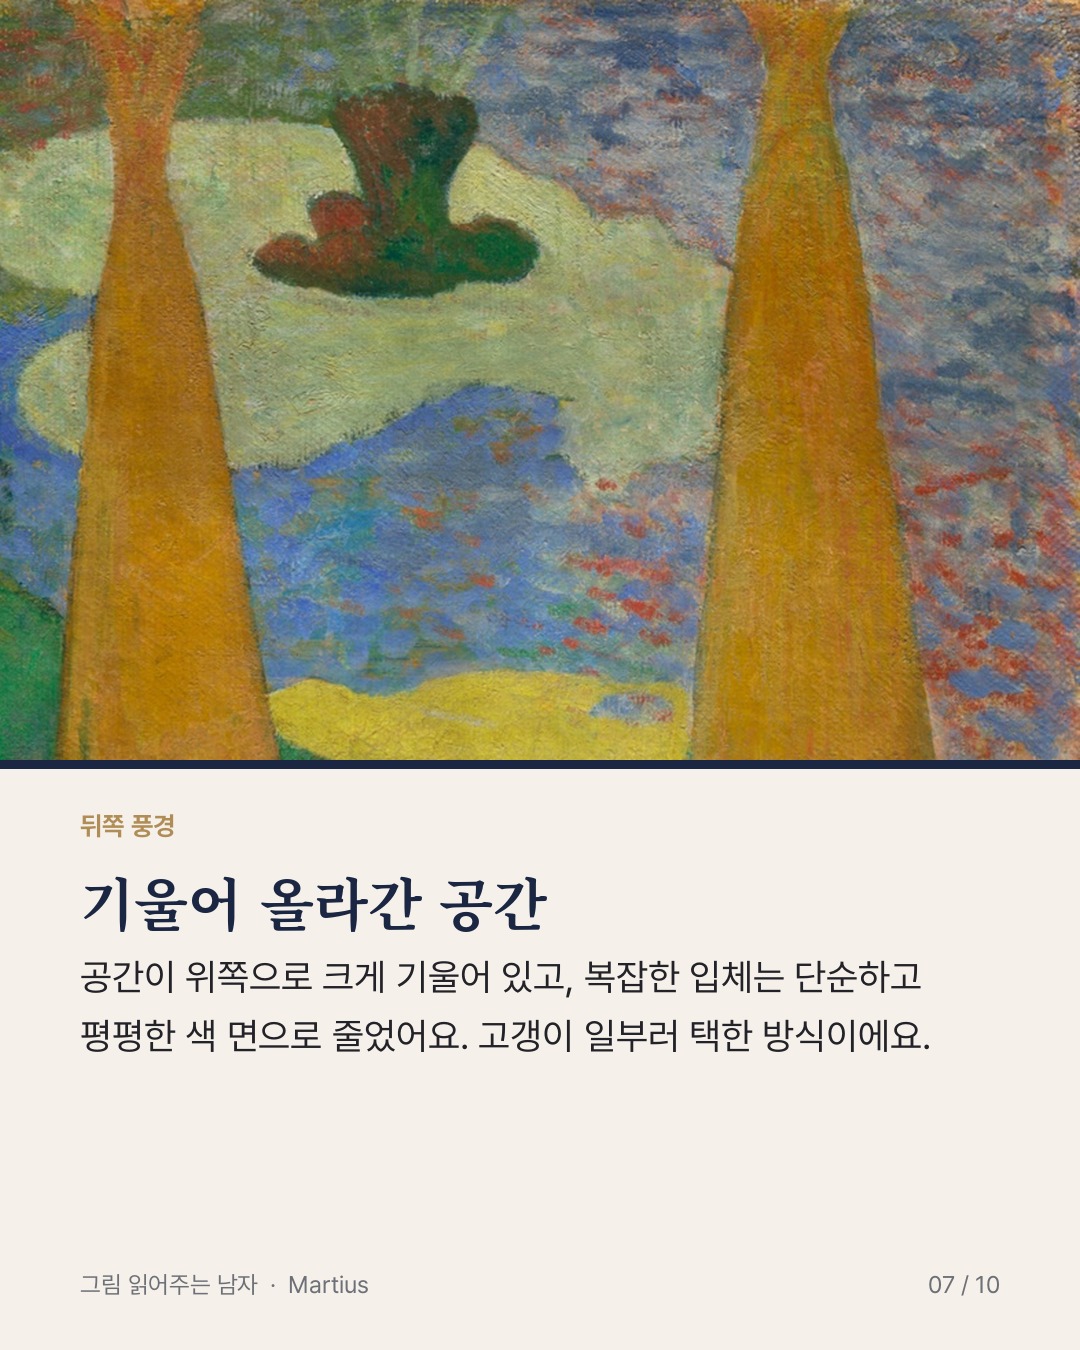 뒤쪽 풍경
기울어 올라간 공간
공간이 위쪽으로 크게 기울어 있고, 복잡한 입체는 단순하고
평평한 색 면으로 줄었어요. 고갱이 일부러 택한 방식이에요.
그림 읽어주는 남자 · Martius
07 / 10